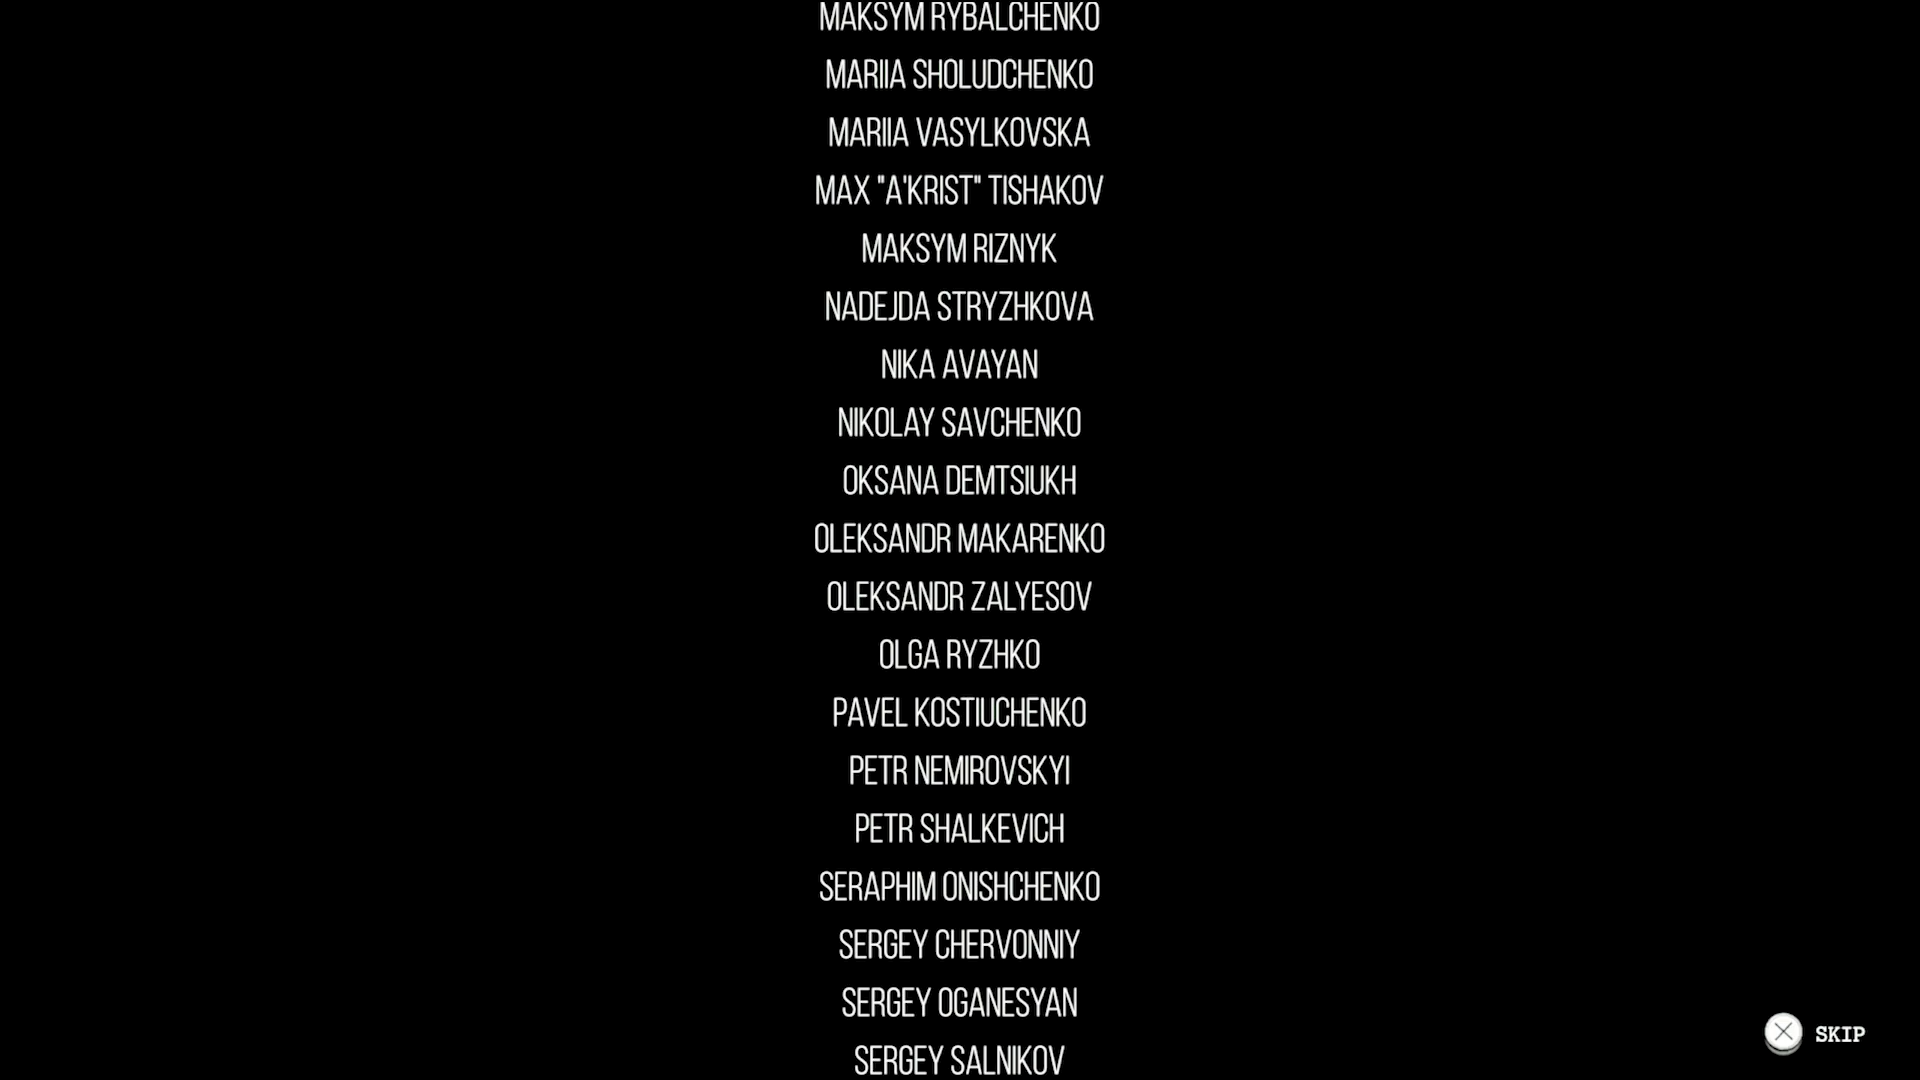 MAKSYM RYBALCHENKO
MARIIA SHOLUDCHENKO
MARIIA VASYLKOVSKA
MAX "A'KRIST" TISHAKOV
MAKSYM RIZNYK
NADEJDA STRYZHKOVA
NIKA AVAYAN
NIKOLAY SAVCHENKO
OKSANA DEMTSIUKH
OLEKSANDR MAKARENKO
OLEKSANDR ZALYESOV
OLGA RYZHKO
PAVEL KOSTIUCHENKO
PETR NEMIROVSKYI
PETR SHALKEVICH
SERAPHIM ONISHCHENKO
SERGEY CHERVONNIY
SERGEY OGANESYAN
SERGEY SALNIKOV
SKIP